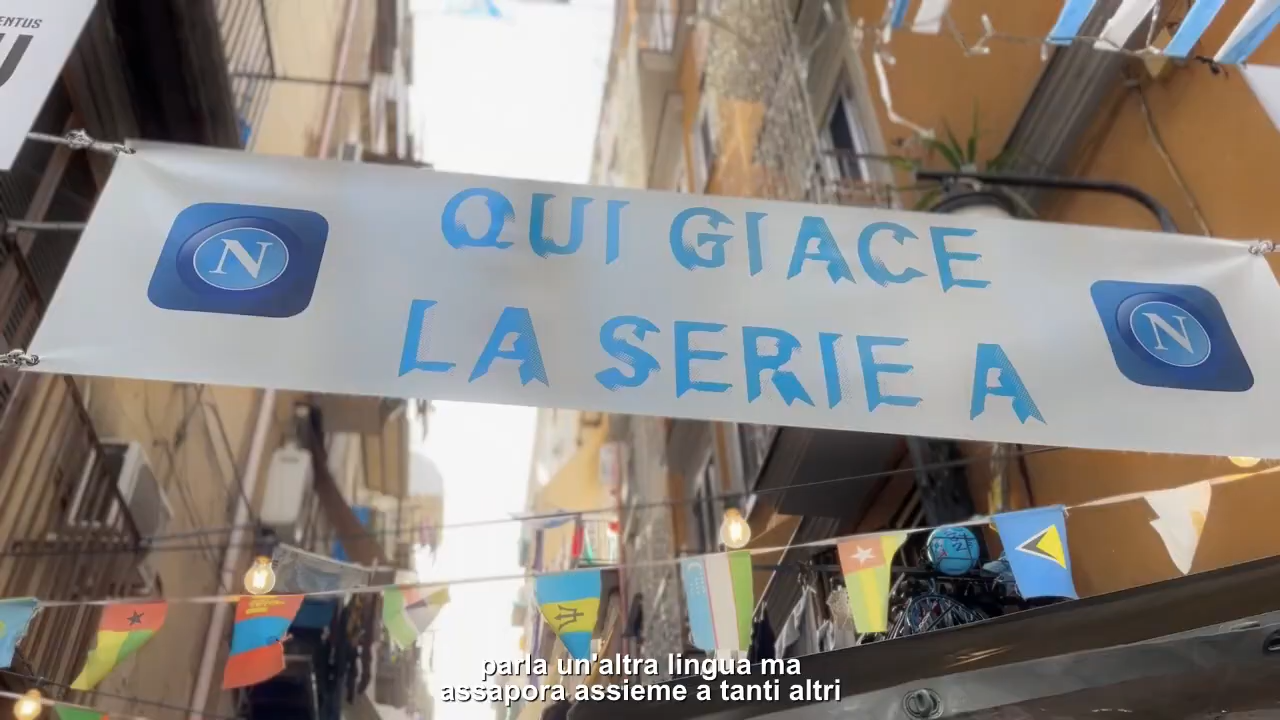 QUI GIACE
LA SERIE A
N
N
parla un'altra lingua ma
assapora assieme a tanti altri